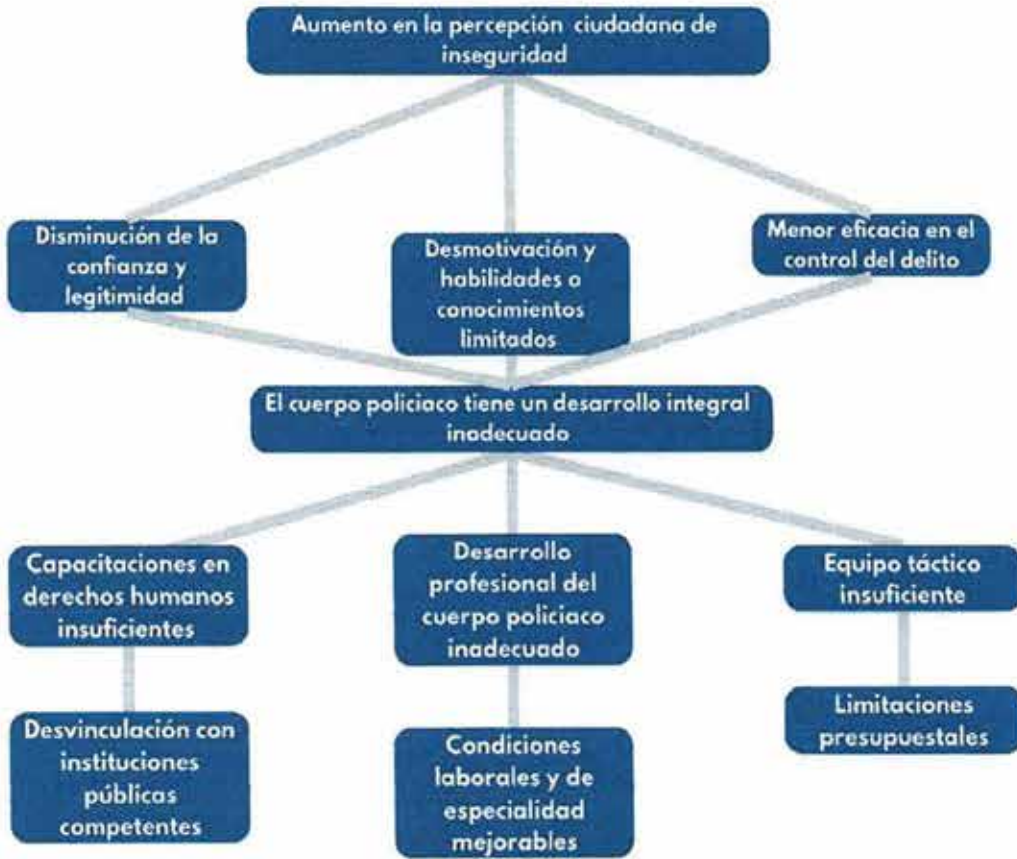 Aumento en la percepción ciudadana de
inseguridad
Disminución de la
confianza y
legitimidad
Desmotivación y
habilidades o
conocimientos
limitados
Menor eficacia en el
control del delito
El cuerpo policiaco tiene un desarrollo integral
inadecuado
Capacitaciones en
derechos humanos
insuficientes
Desarrollo
profesional del
cuerpo policiaco
inadecuado
Equipo táctico
insuficiente
Desvinculación con
instituciones
públicas
competentes
Condiciones
laborales y de
especialidad
mejorables
Limitaciones
presupuestales